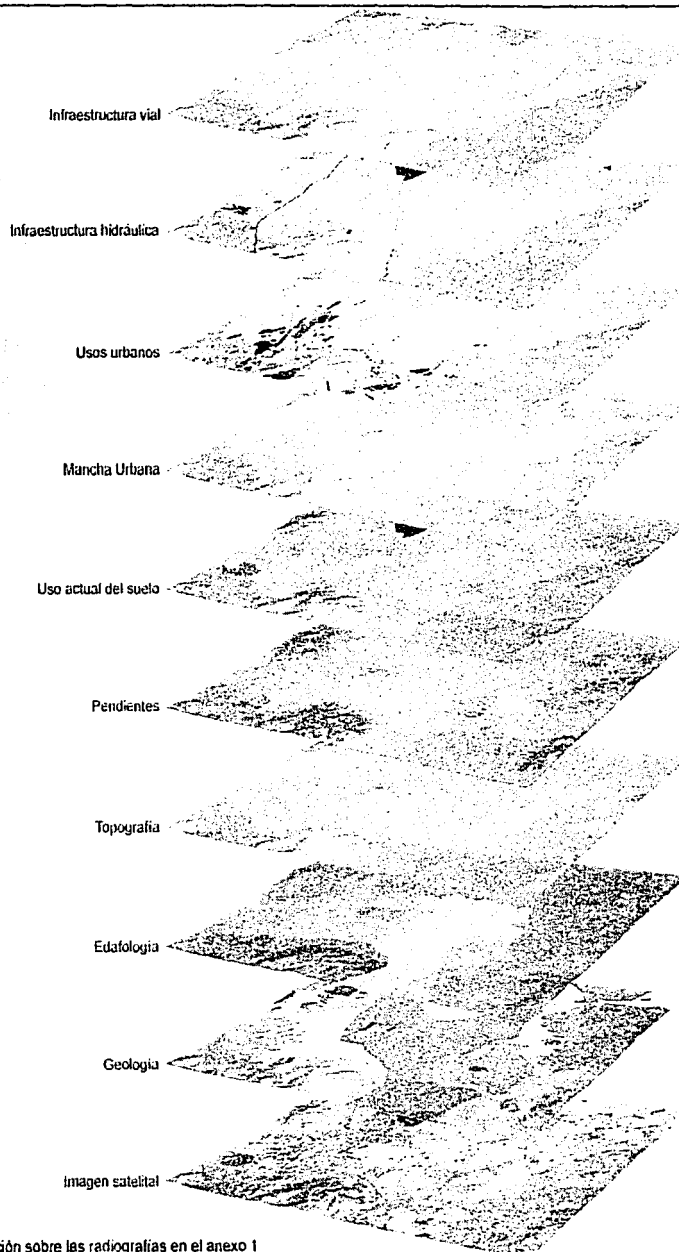 Infraestructura vial
Infraestructura hidráulica
Usos urbanos
Mancha Urbana
Uso actual del suelo
Pendientes
Topografía
Edafología
Geología
Imagen satelital
ión sobre las radiografías en el anexo 1